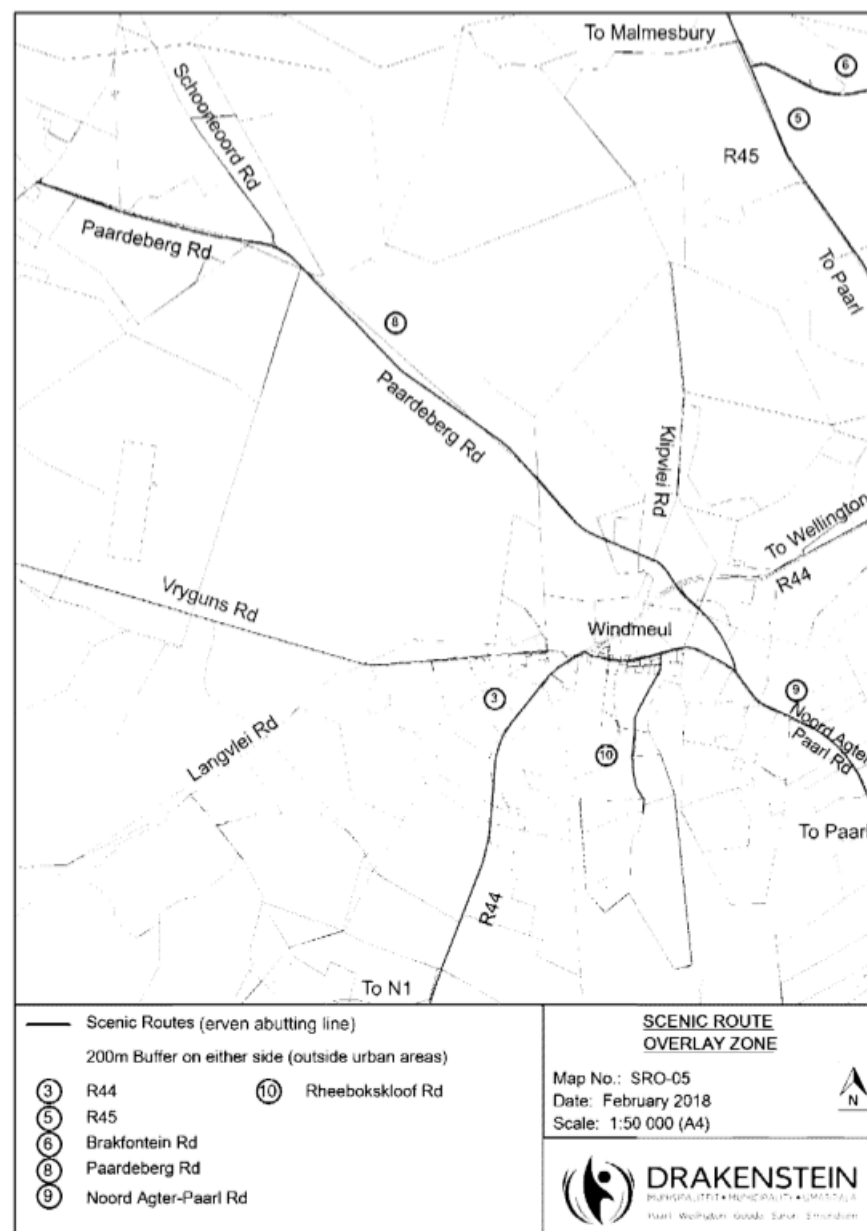 To Malmesbury
6
Schooneoord Rd
5
R45
Paardeberg Rd
To Paarl
8
Paardeberg Rd
Klipvlei Rd
To Wellington
R44
Vryguns Rd
Windmeul
3
9
Noord Agter
Paarl Rd
Langvlei Rd
10
To Paarl
R44
To N1
Scenic Routes (erven abutting line)
200m Buffer on either side (outside urban areas)
3 R44
5 R45
6 Brakfontein Rd
8 Paardeberg Rd
9 Noord Agter-Paarl Rd
10 Rheebokskloof Rd
SCENIC ROUTE
OVERLAY ZONE
Map No.: SRO-05
Date: February 2018
Scale: 1:50 000 (A4)
N
DRAKENSTEIN
MUNISIPALITEIT • MUNICIPALITY • UMASIPALA